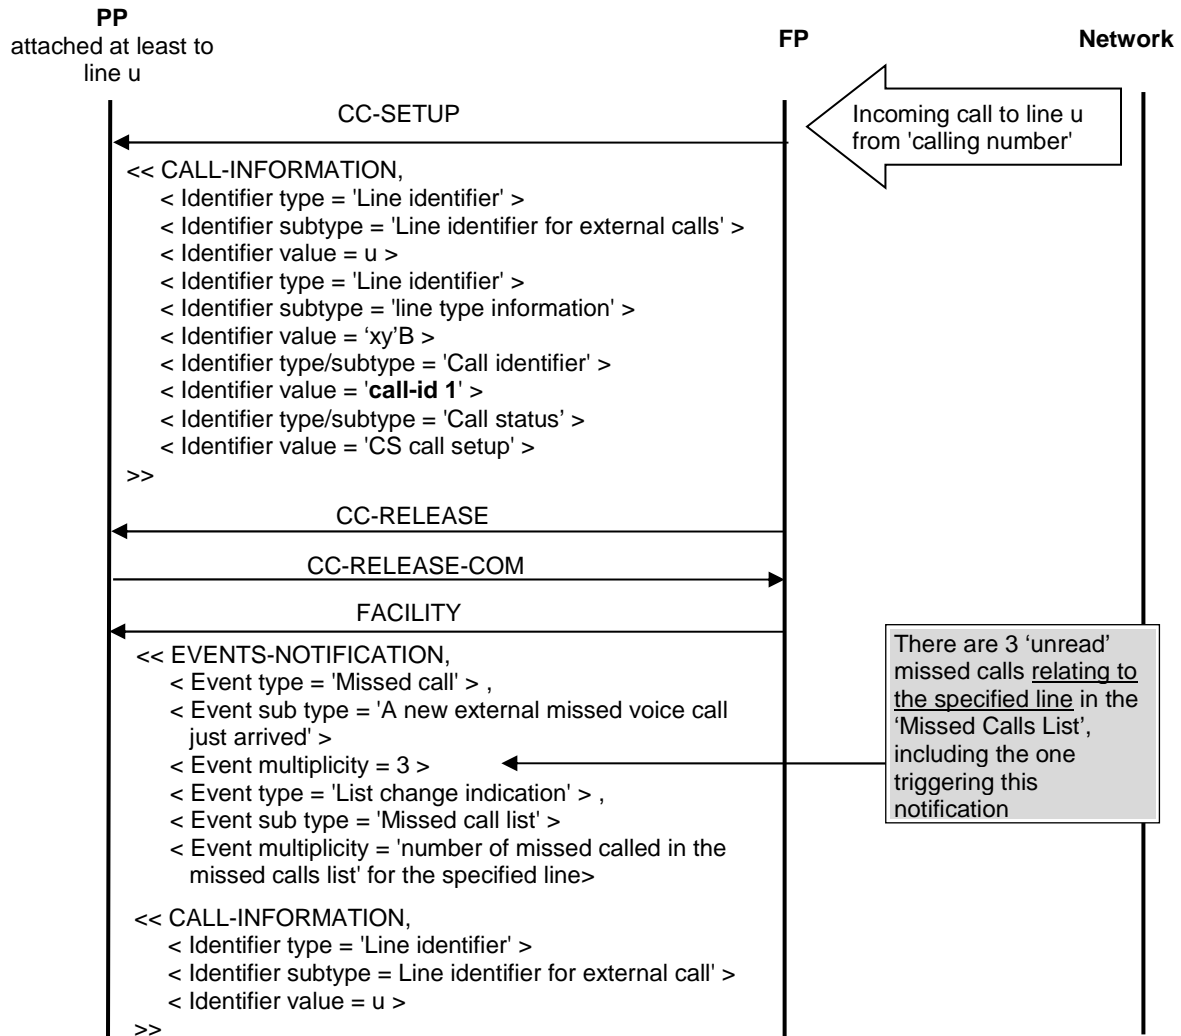 PP
attached at least to
line u
FP
Network
CC-SETUP
Incoming call to line u
from 'calling number'
<< CALL-INFORMATION,
< Identifier type = 'Line identifier' >
< Identifier subtype = 'Line identifier for external calls' >
< Identifier value = u >
< Identifier type = 'Line identifier' >
< Identifier subtype = 'line type information' >
< Identifier value = ‘xy’B >
< Identifier type/subtype = 'Call identifier' >
< Identifier value = 'call-id 1' >
< Identifier type/subtype = 'Call status’ >
< Identifier value = 'CS call setup' >
>>
CC-RELEASE
CC-RELEASE-COM
FACILITY
<< EVENTS-NOTIFICATION,
< Event type = 'Missed call' > ,
< Event sub type = 'A new external missed voice call
just arrived' >
< Event multiplicity = 3 >
< Event type = 'List change indication' > ,
< Event sub type = 'Missed call list' >
< Event multiplicity = 'number of missed called in the
missed calls list' for the specified line>
There are 3 ‘unread’
missed calls relating to
the specified line in the
‘Missed Calls List’,
including the one
triggering this
notification
<< CALL-INFORMATION,
< Identifier type = 'Line identifier' >
< Identifier subtype = Line identifier for external call' >
< Identifier value = u >
>>